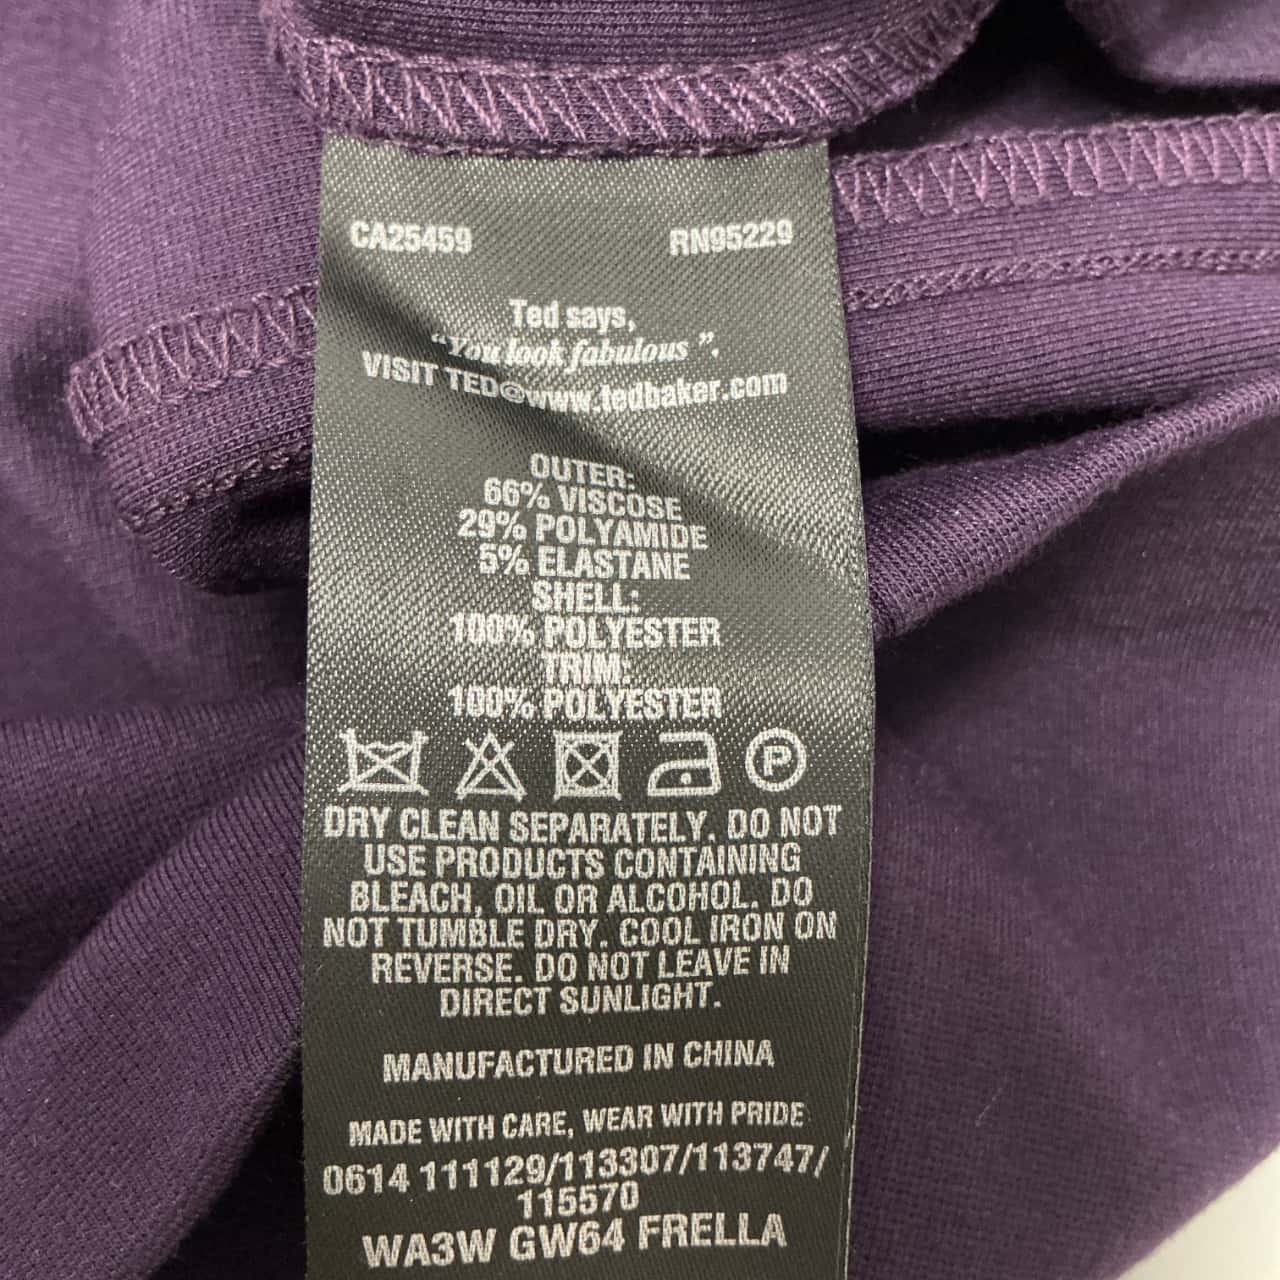 CA25459 RN95229
Ted says,
“You look fabulous”.
VISIT TED@www.tedbaker.com
OUTER:
66% VISCOSE
29% POLYAMIDE
5% ELASTANE
SHELL:
100% POLYESTER
TRIM:
100% POLYESTER
P
DRY CLEAN SEPARATELY. DO NOT
USE PRODUCTS CONTAINING
BLEACH, OIL OR ALCOHOL. DO
NOT TUMBLE DRY. COOL IRON ON
REVERSE. DO NOT LEAVE IN
DIRECT SUNLIGHT.
MANUFACTURED IN CHINA
MADE WITH CARE, WEAR WITH PRIDE
0614 111129/113307/113747/
115570
WA3W GW64 FRELLA